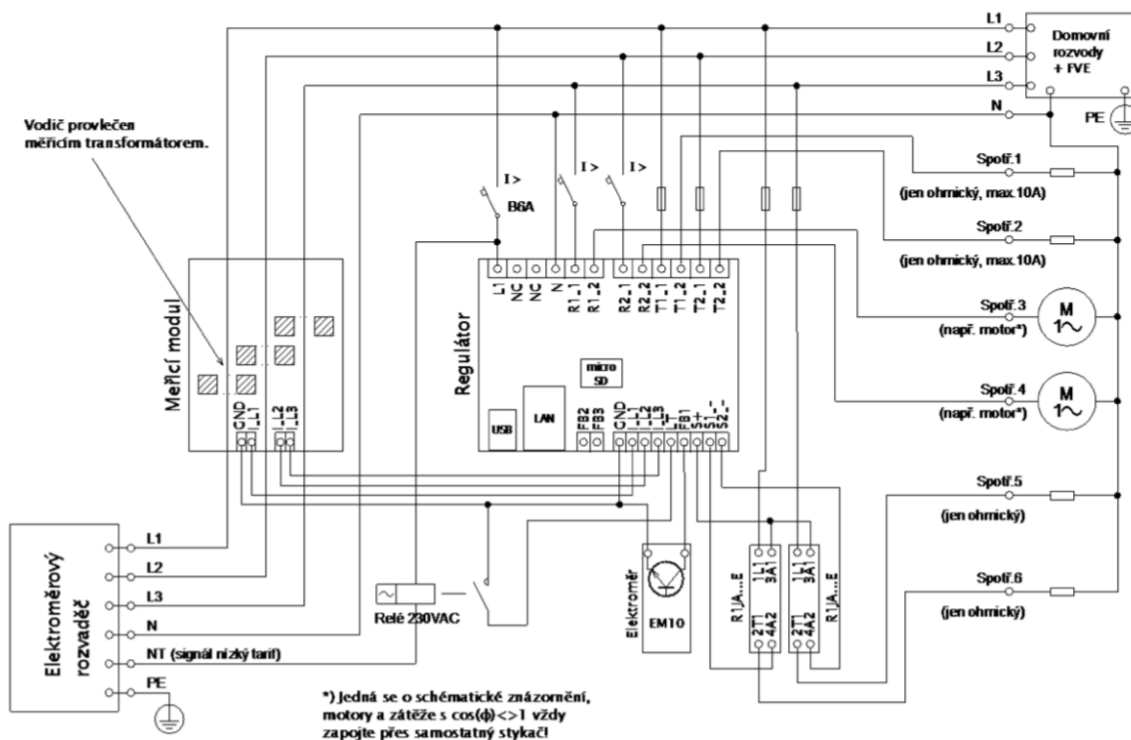 L1
L2
L3
N
Domovní
rozvody
+ FVE
PE
Vodič provlečen
měřicím transformátorem.
I >
I >
I >
B6A
Spotř.1
(jen ohmický, max.10A)
Spotř.2
(jen ohmický, max.10A)
Spotř.3
(např. motor*)
M
1~
Spotř.4
(např. motor*)
M
1~
Spotř.5
(jen ohmický)
Spotř.6
(jen ohmický)
Měřicí modul
GND
I_L1
I_L2
I_L3
Regulátor
L1
NC
NC
N
R1_1
R1_2
R2_1
R2_2
T1_1
T1_2
T2_1
T2_2
micro
SD
USB
LAN
FB2
FB3
GND
I_L1
I_L2
I_L3
LT
FB1
S+
S1_-
S2_-
Elektroměrový
rozvaděč
L1
L2
L3
N
NT (signál nízký tarif)
PE
Relé 230VAC
Elektroměr
EM10
R1JA...E
1L1
3A1
2T1
4A2
R1JA...E
1L1
3A1
2T1
4A2
*) Jedná se o schématické znázornění,
motory a zátěže s cos(ϕ)<>1 vždy
zapojte přes samostatný stykač!